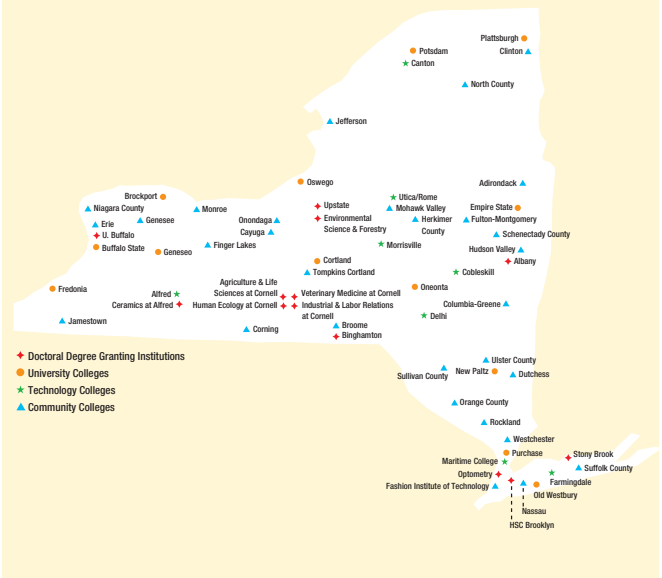 Plattsburgh
Clinton
Potsdam
Canton
North County
Jefferson
Oswego
Adirondack
Brockport
Niagara County
Monroe
Erie
Genesee
U. Buffalo
Buffalo State
Geneseo
Onondaga
Cayuga
Finger Lakes
Upstate
Environmental
Science & Forestry
Utica/Rome
Mohawk Valley
Herkimer
County
Empire State
Fulton-Montgomery
Schenectady County
Morrisville
Hudson Valley
Albany
Cortland
Tompkins Cortland
Cobleskill
Fredonia
Alfred
Ceramics at Alfred
Agriculture & Life
Sciences at Cornell
Human Ecology at Cornell
Veterinary Medicine at Cornell
Industrial & Labor Relations
at Cornell
Oneonta
Columbia-Greene
Delhi
Jamestown
Corning
Broome
Binghamton
Doctoral Degree Granting Institutions
University Colleges
Technology Colleges
Community Colleges
Ulster County
Sullivan County
New Paltz
Dutchess
Orange County
Rockland
Westchester
Purchase
Maritime College
Stony Brook
Optometry
Suffolk County
Fashion Institute of Technology
Farmingdale
Old Westbury
Nassau
HSC Brooklyn